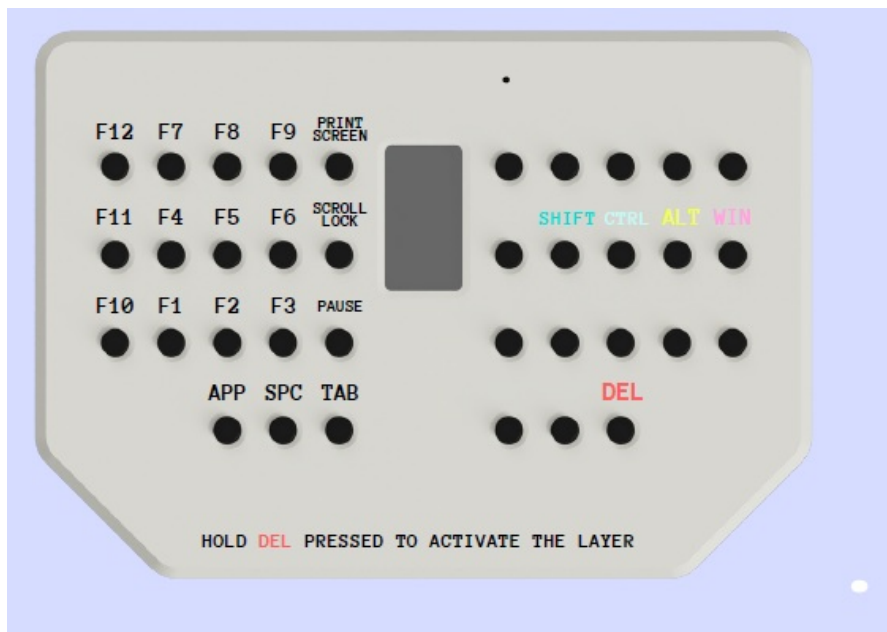 F12 F7 F8 F9 PRINT SCREEN
F11 F4 F5 F6 SCROLL LOCK SHIFT CTRL ALT WIN
F10 F1 F2 F3 PAUSE
APP SPC TAB DEL
HOLD DEL PRESSED TO ACTIVATE THE LAYER